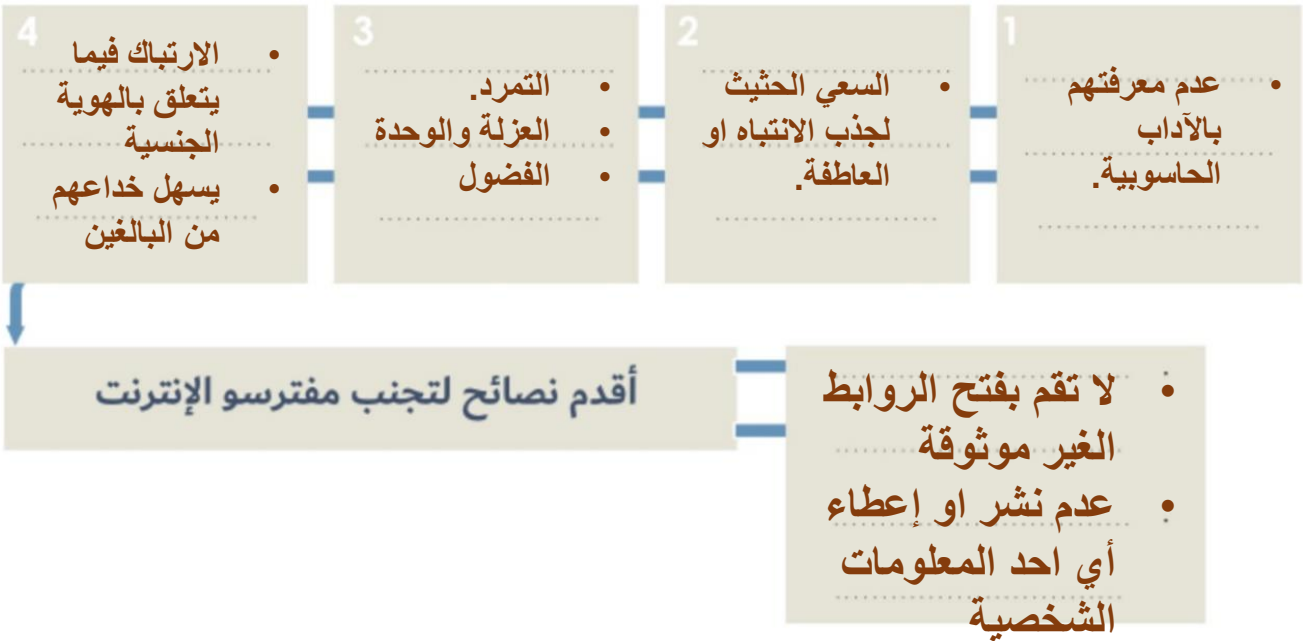 1
• عدم معرفتهم
بالآداب
الحاسوبية.
2
• السعي الحثيث
لجذب الانتباه او
العاطفة.
3
• التمرد.
• العزلة والوحدة
• الفضول
4
• الارتباك فيما
يتعلق بالهوية
الجنسية
• يسهل خداعهم
من البالغين
أقدم نصائح لتجنب مفترسو الإنترنت
• لا تقم بفتح الروابط
الغير موثوقة
• عدم نشر او إعطاء
أي احد المعلومات
الشخصية